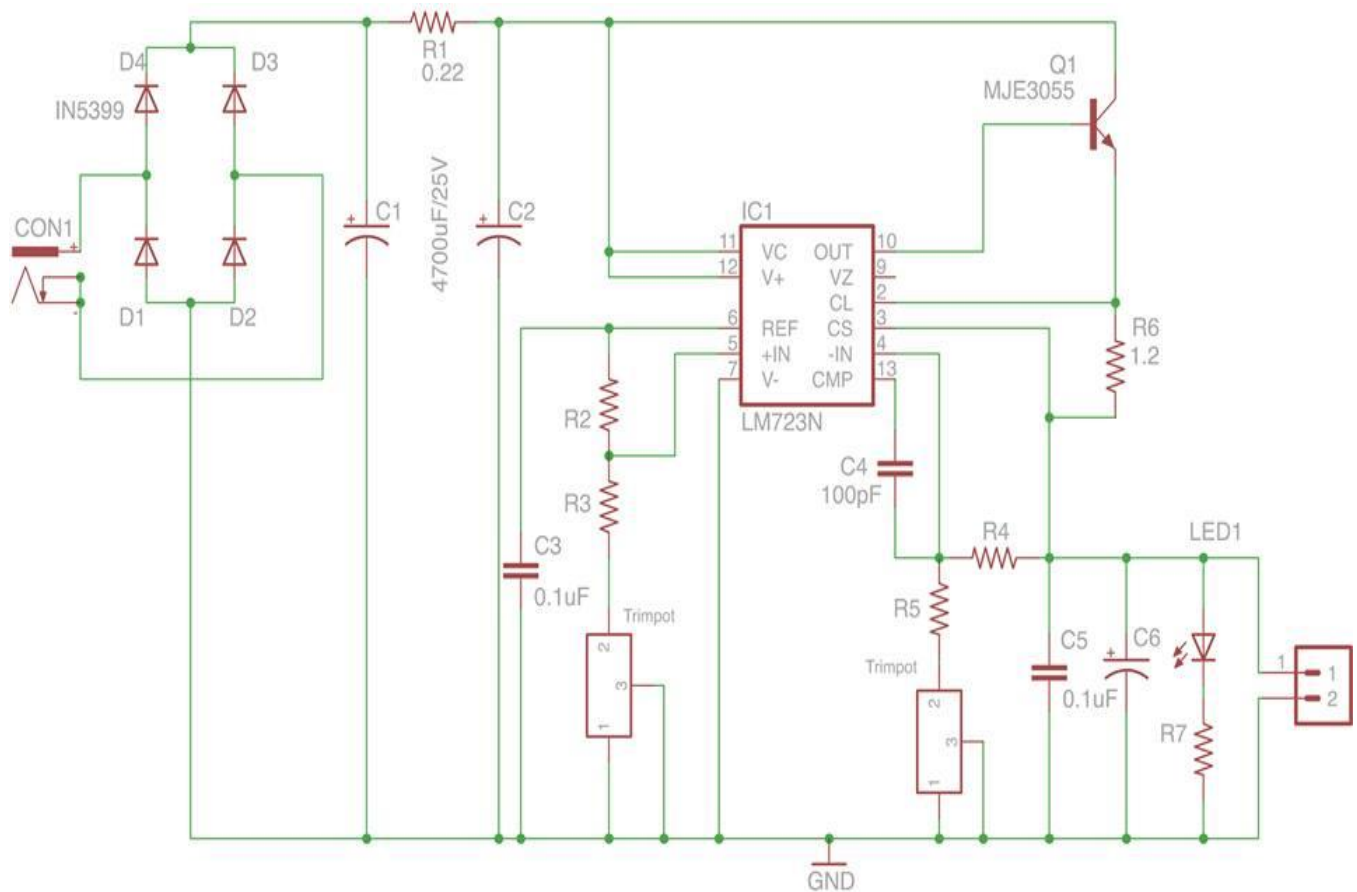 D4
D3
IN5399
CON1
+
-
D1
D2
R1
0.22
C1
+
4700uF/25V
C2
+
Q1
MJE3055
IC1
11 VC OUT 10
12 V+ VZ 9
CL 2
6 REF CS 3
5 +IN -IN 4
7 V- CMP 13
LM723N
R6
1.2
R2
R3
C3
0.1uF
Trimpot
2
3
1
C4
100pF
R4
R5
Trimpot
2
3
1
C5
0.1uF
C6
+
LED1
R7
1
1
2
GND